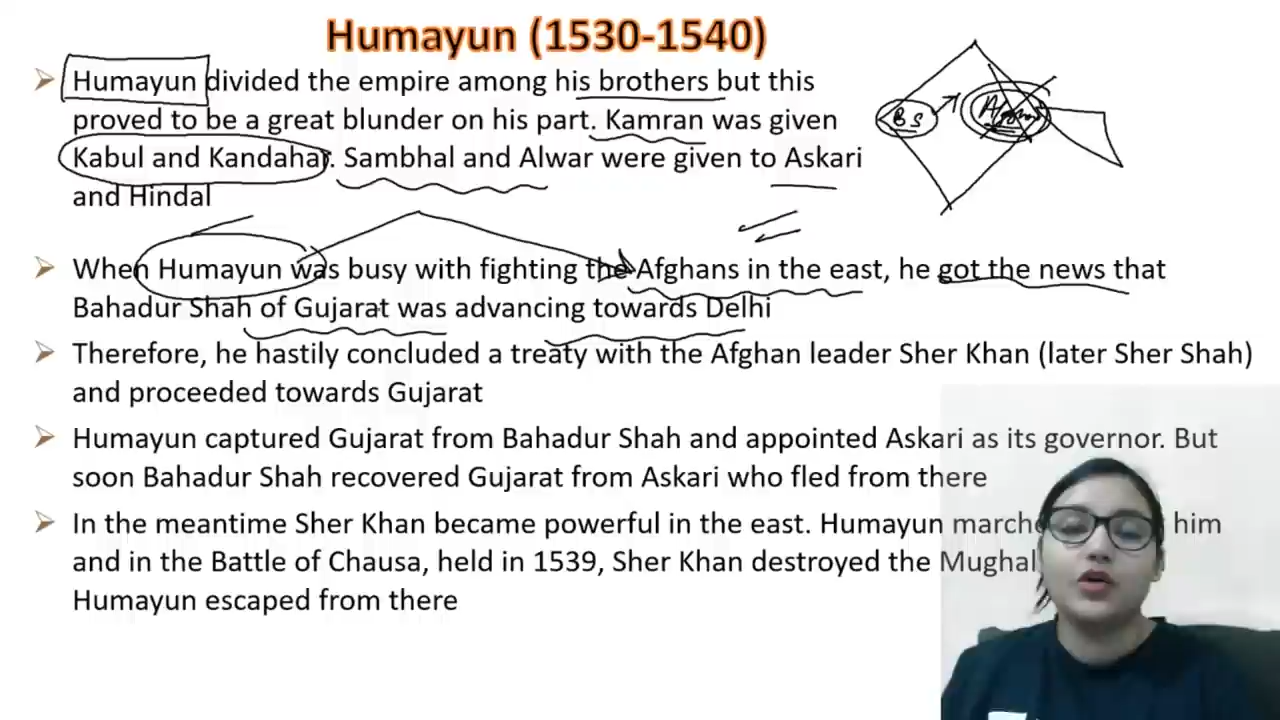 Humayun (1530-1540)
Humayun divided the empire among his brothers but this
proved to be a great blunder on his part. Kamran was given
Kabul and Kandahar. Sambhal and Alwar were given to Askari
and Hindal
BS
When Humayun was busy with fighting the Afghans in the east, he got the news that
Bahadur Shah of Gujarat was advancing towards Delhi
Therefore, he hastily concluded a treaty with the Afghan leader Sher Khan (later Sher Shah)
and proceeded towards Gujarat
Humayun captured Gujarat from Bahadur Shah and appointed Askari as its governor. But
soon Bahadur Shah recovered Gujarat from Askari who fled from there
In the meantime Sher Khan became powerful in the east. Humayun him
and in the Battle of Chausa, held in 1539, Sher Khan destroyed the Mughal
Humayun escaped from there